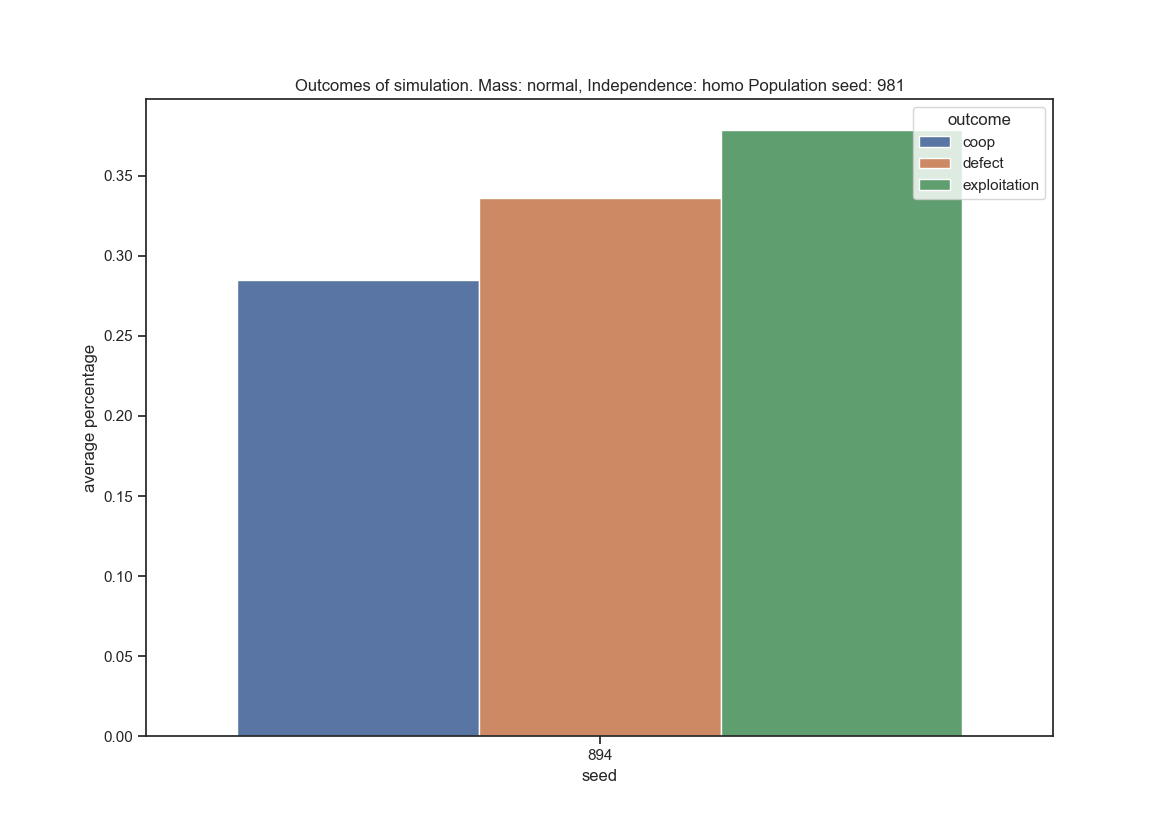 Outcomes of simulation. Mass: normal, Independence: homo Population seed: 981
outcome
coop
defect
exploitation
average percentage
0.35
0.30
0.25
0.20
0.15
0.10
0.05
0.00
894
seed